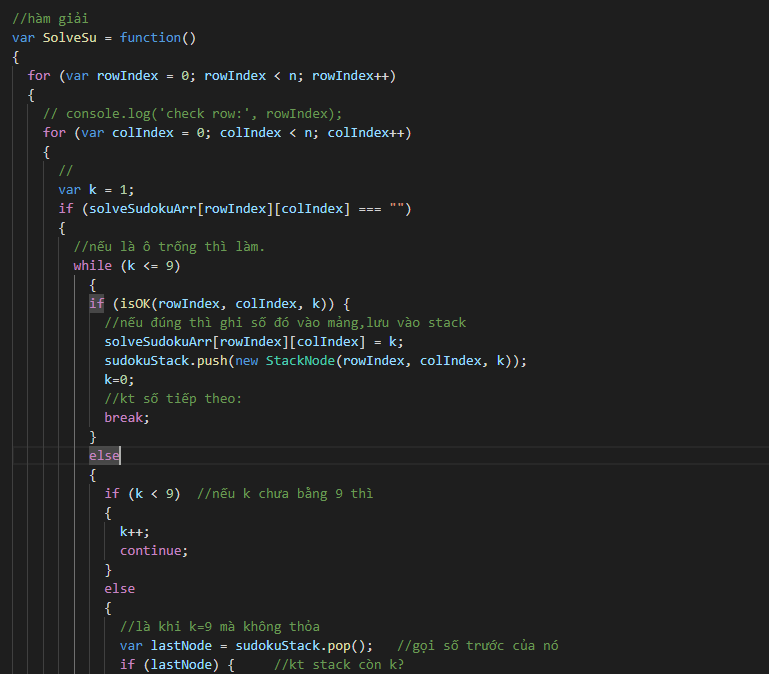 //hàm giải
var SolveSu = function()
{
for (var rowIndex = 0; rowIndex < n; rowIndex++)
{
// console.log('check row:', rowIndex);
for (var colIndex = 0; colIndex < n; colIndex++)
{
//
var k = 1;
if (solveSudokuArr[rowIndex][colIndex] === "")
{
//nếu là ô trống thì làm.
while (k <= 9)
{
if (isOK(rowIndex, colIndex, k)) {
//nếu đúng thì ghi số đó vào mảng,lưu vào stack
solveSudokuArr[rowIndex][colIndex] = k;
sudokuStack.push(new StackNode(rowIndex, colIndex, k));
k=0;
//kt số tiếp theo:
break;
}
else
{
if (k < 9)  //nếu k chưa bằng 9 thì
{
k++;
continue;
}
else
{
//là khi k=9 mà không thỏa
var lastNode = sudokuStack.pop();   //gọi số trước của nó
if (lastNode) {     //kt stack còn k?